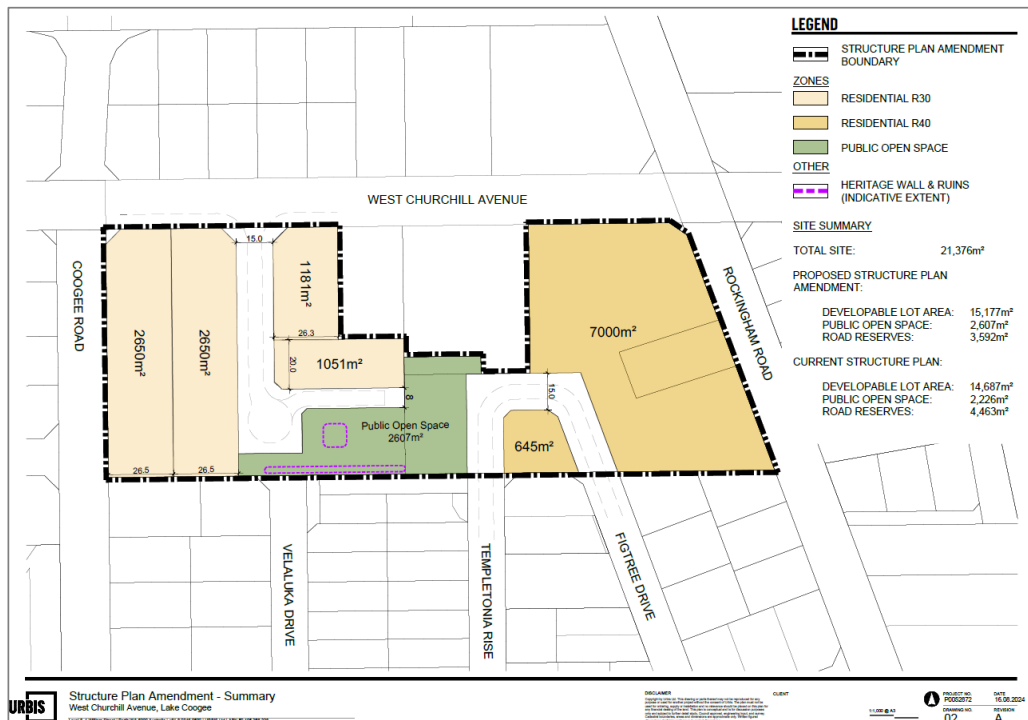 LEGEND
STRUCTURE PLAN AMENDMENT
BOUNDARY
ZONES
RESIDENTIAL R30
RESIDENTIAL R40
PUBLIC OPEN SPACE
OTHER
HERITAGE WALL & RUINS
(INDICATIVE EXTENT)
SITE SUMMARY
TOTAL SITE: 21,376m²
PROPOSED STRUCTURE PLAN
AMENDMENT:
DEVELOPABLE LOT AREA: 15,177m²
PUBLIC OPEN SPACE: 2,607m²
ROAD RESERVES: 3,592m²
CURRENT STRUCTURE PLAN:
DEVELOPABLE LOT AREA: 14,687m²
PUBLIC OPEN SPACE: 2,226m²
ROAD RESERVES: 4,463m²
WEST CHURCHILL AVENUE
COOGEE ROAD
ROCKINGHAM ROAD
15.0
1181m²
2650m²
2650m²
26.3
20.0
1051m²
7000m²
8
15.0
Public Open Space
2607m²
645m²
26.5
26.5
VELALUKA DRIVE
TEMPLETONIA RISE
FIGTREE DRIVE
URBIS
Structure Plan Amendment - Summary
West Churchill Avenue, Lake Coogee
DISCLAIMER
CLIENT
1:1,000 @ A3
PROJECT NO.
P0052872
DATE
16.08.2024
DRAWING NO.
02
REVISION
A